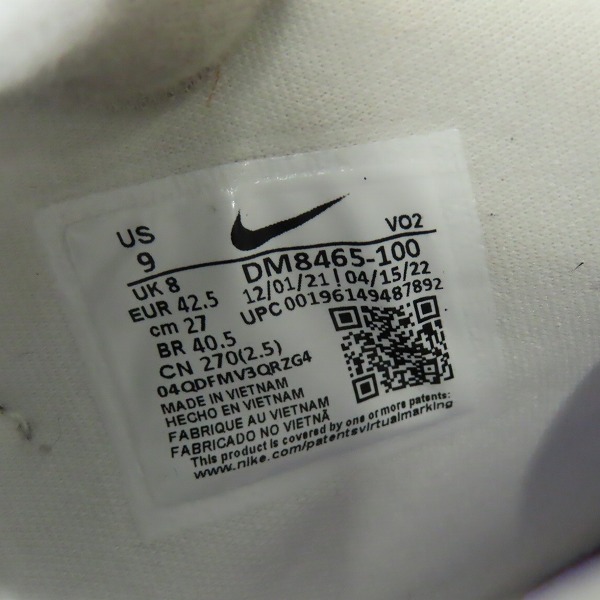 US
9
VO2
UK 8
DM8465-100
EUR 42.5
12/01/21 | 04/15/22
cm 27
UPC 00196149487892
BR 40.5
CN 270(2.5)
04QDFMV3QRZG4
MADE IN VIETNAM
HECHO EN VIETNAM
FABRIQUE AU VIETNAM
FABRICADO NO VIETNÃ
This product is covered by one or more patents:
www.nike.com/patentsvirtualmarking